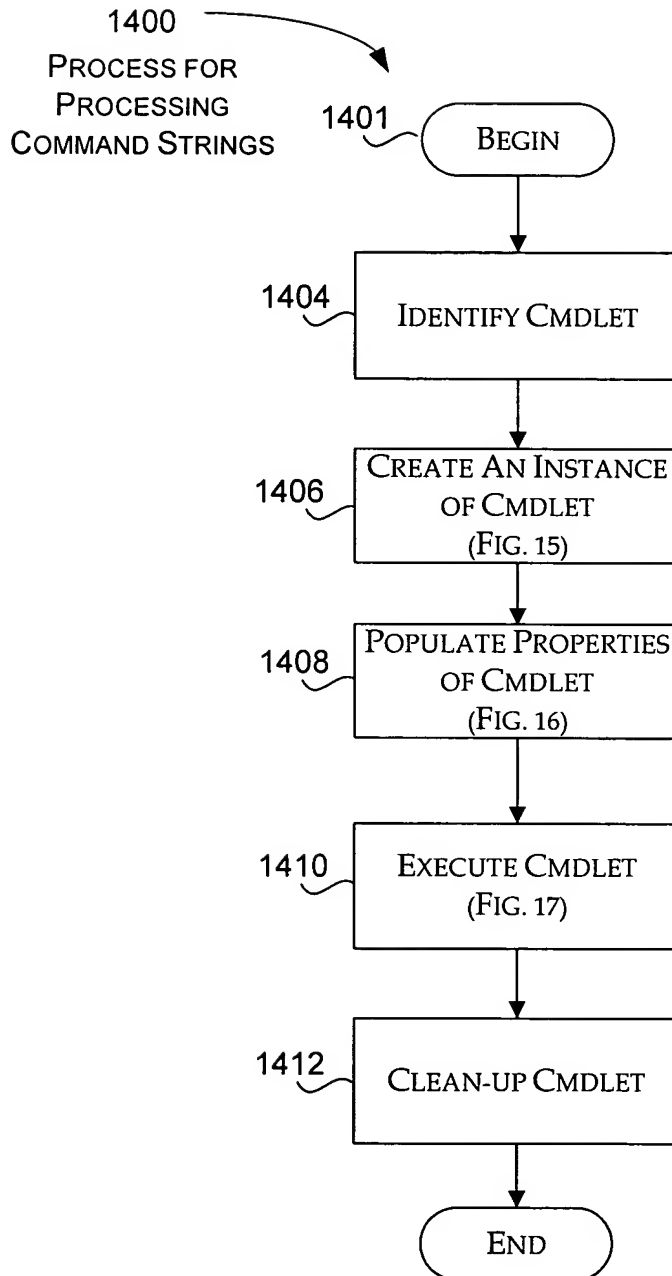 1400
PROCESS FOR
PROCESSING
COMMAND STRINGS
1401
BEGIN
1404
IDENTIFY CMDLET
1406
CREATE AN INSTANCE
OF CMDLET
(FIG. 15)
1408
POPULATE PROPERTIES
OF CMDLET
(FIG. 16)
1410
EXECUTE CMDLET
(FIG. 17)
1412
CLEAN-UP CMDLET
END